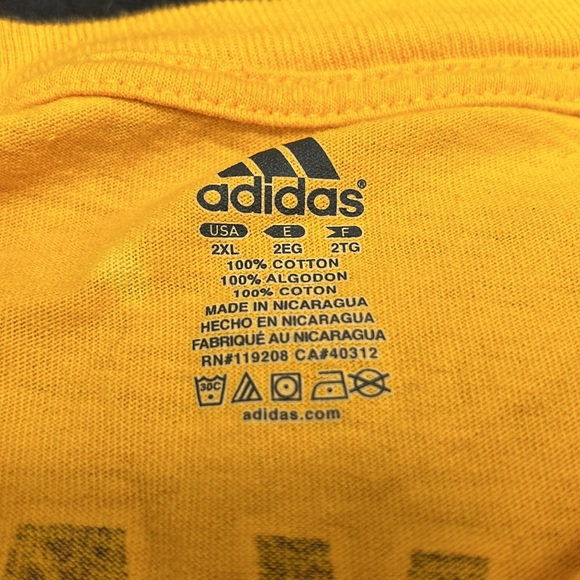 adidas®
USA E F
2XL 2EG 2TG
100% COTTON
100% ALGODON
100% COTON
MADE IN NICARAGUA
HECHO EN NICARAGUA
FABRIQUÉ AU NICARAGUA
RN#119208 CA#40312
30C
adidas.com